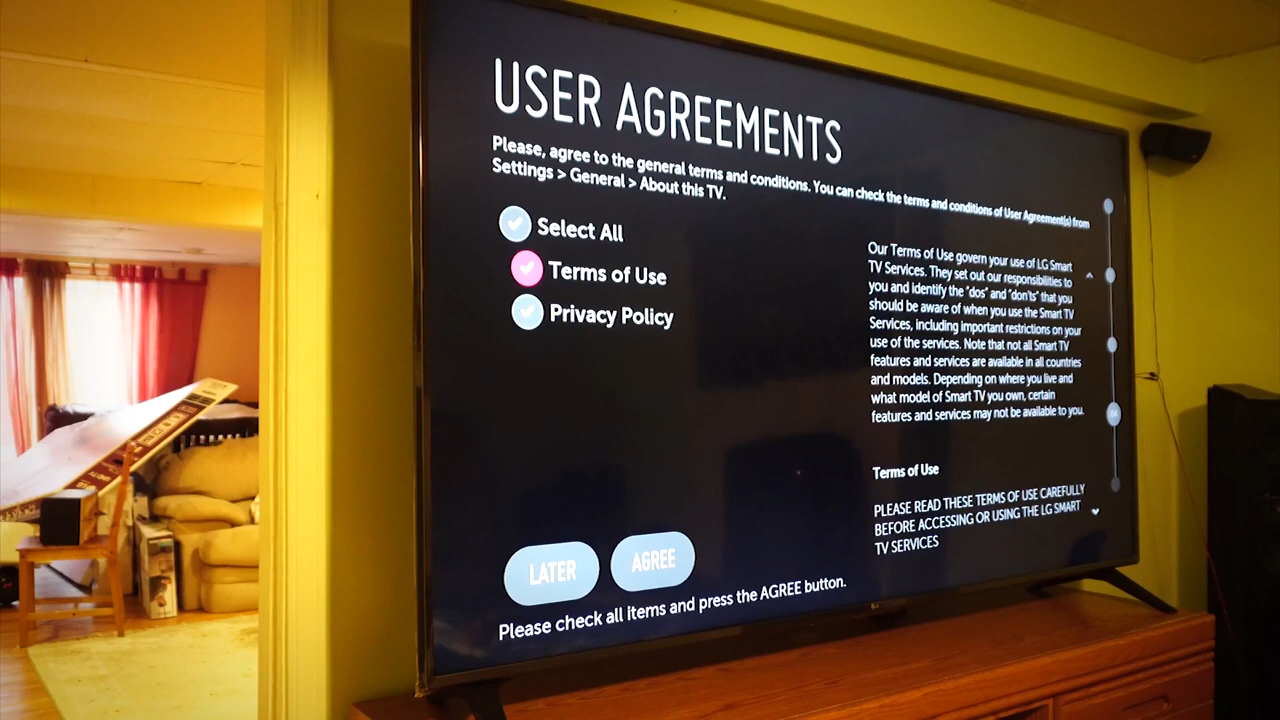 USER AGREEMENTS
Please, agree to the general terms and conditions. You can check the terms and conditions of User Agreement(s) from
Settings > General > About this TV.
Select All
Terms of Use
Privacy Policy
Our Terms of Use govern your use of LG Smart
TV Services. They set out our responsibilities to
you and identify the "dos" and "don'ts" that you
should be aware of when you use the Smart TV
Services, including important restrictions on your
use of the services. Note that not all Smart TV
features and services are available in all countries
and models. Depending on where you live and
what model of Smart TV you own, certain
features and services may not be available to you.
04
Terms of Use
PLEASE READ THESE TERMS OF USE CAREFULLY
BEFORE ACCESSING OR USING THE LG SMART
TV SERVICES
LATER
AGREE
Please check all items and press the AGREE button.
LG